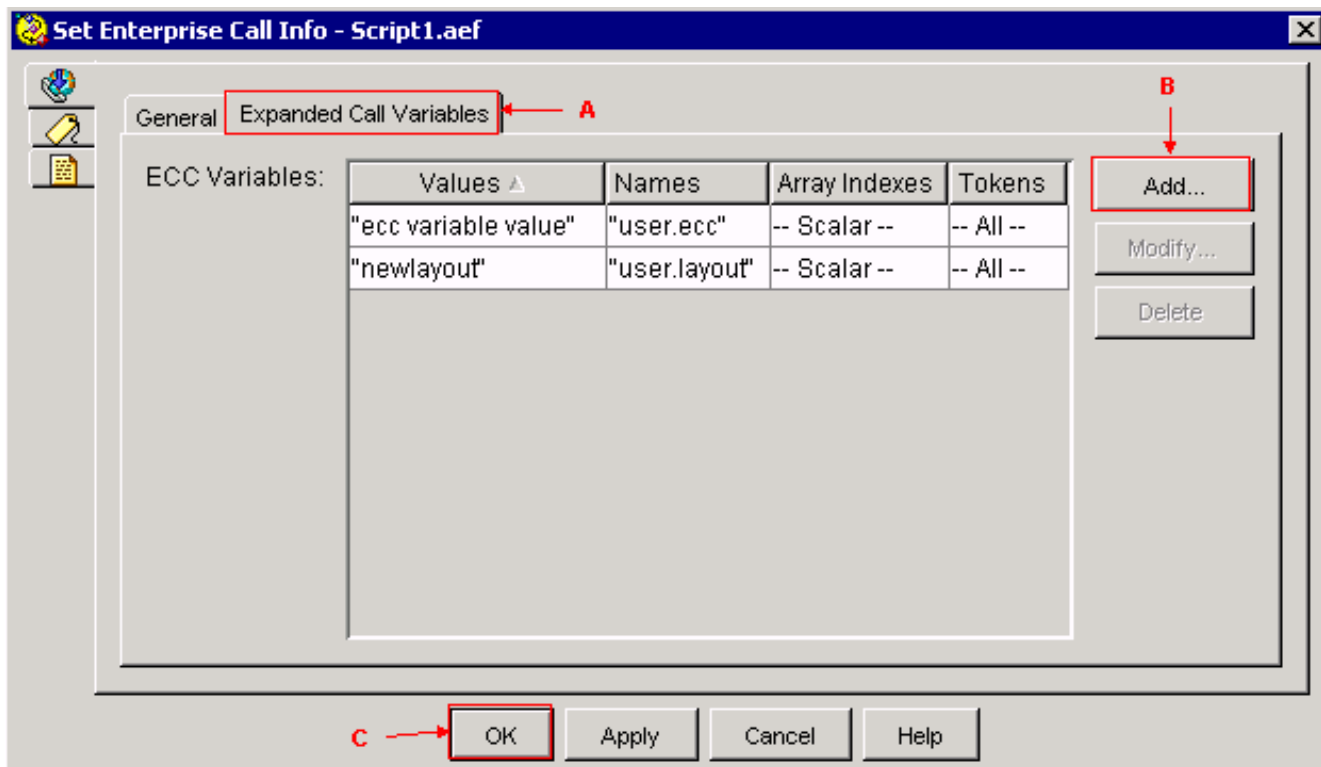 Set Enterprise Call Info - Script1.aef
B
General Expanded Call Variables A
ECC Variables: Values Names Array Indexes Tokens Add...
"ecc variable value" "user.ecc" -- Scalar -- -- All --
"newlayout" "user.layout" -- Scalar -- -- All -- Modify...
Delete
C OK Apply Cancel Help